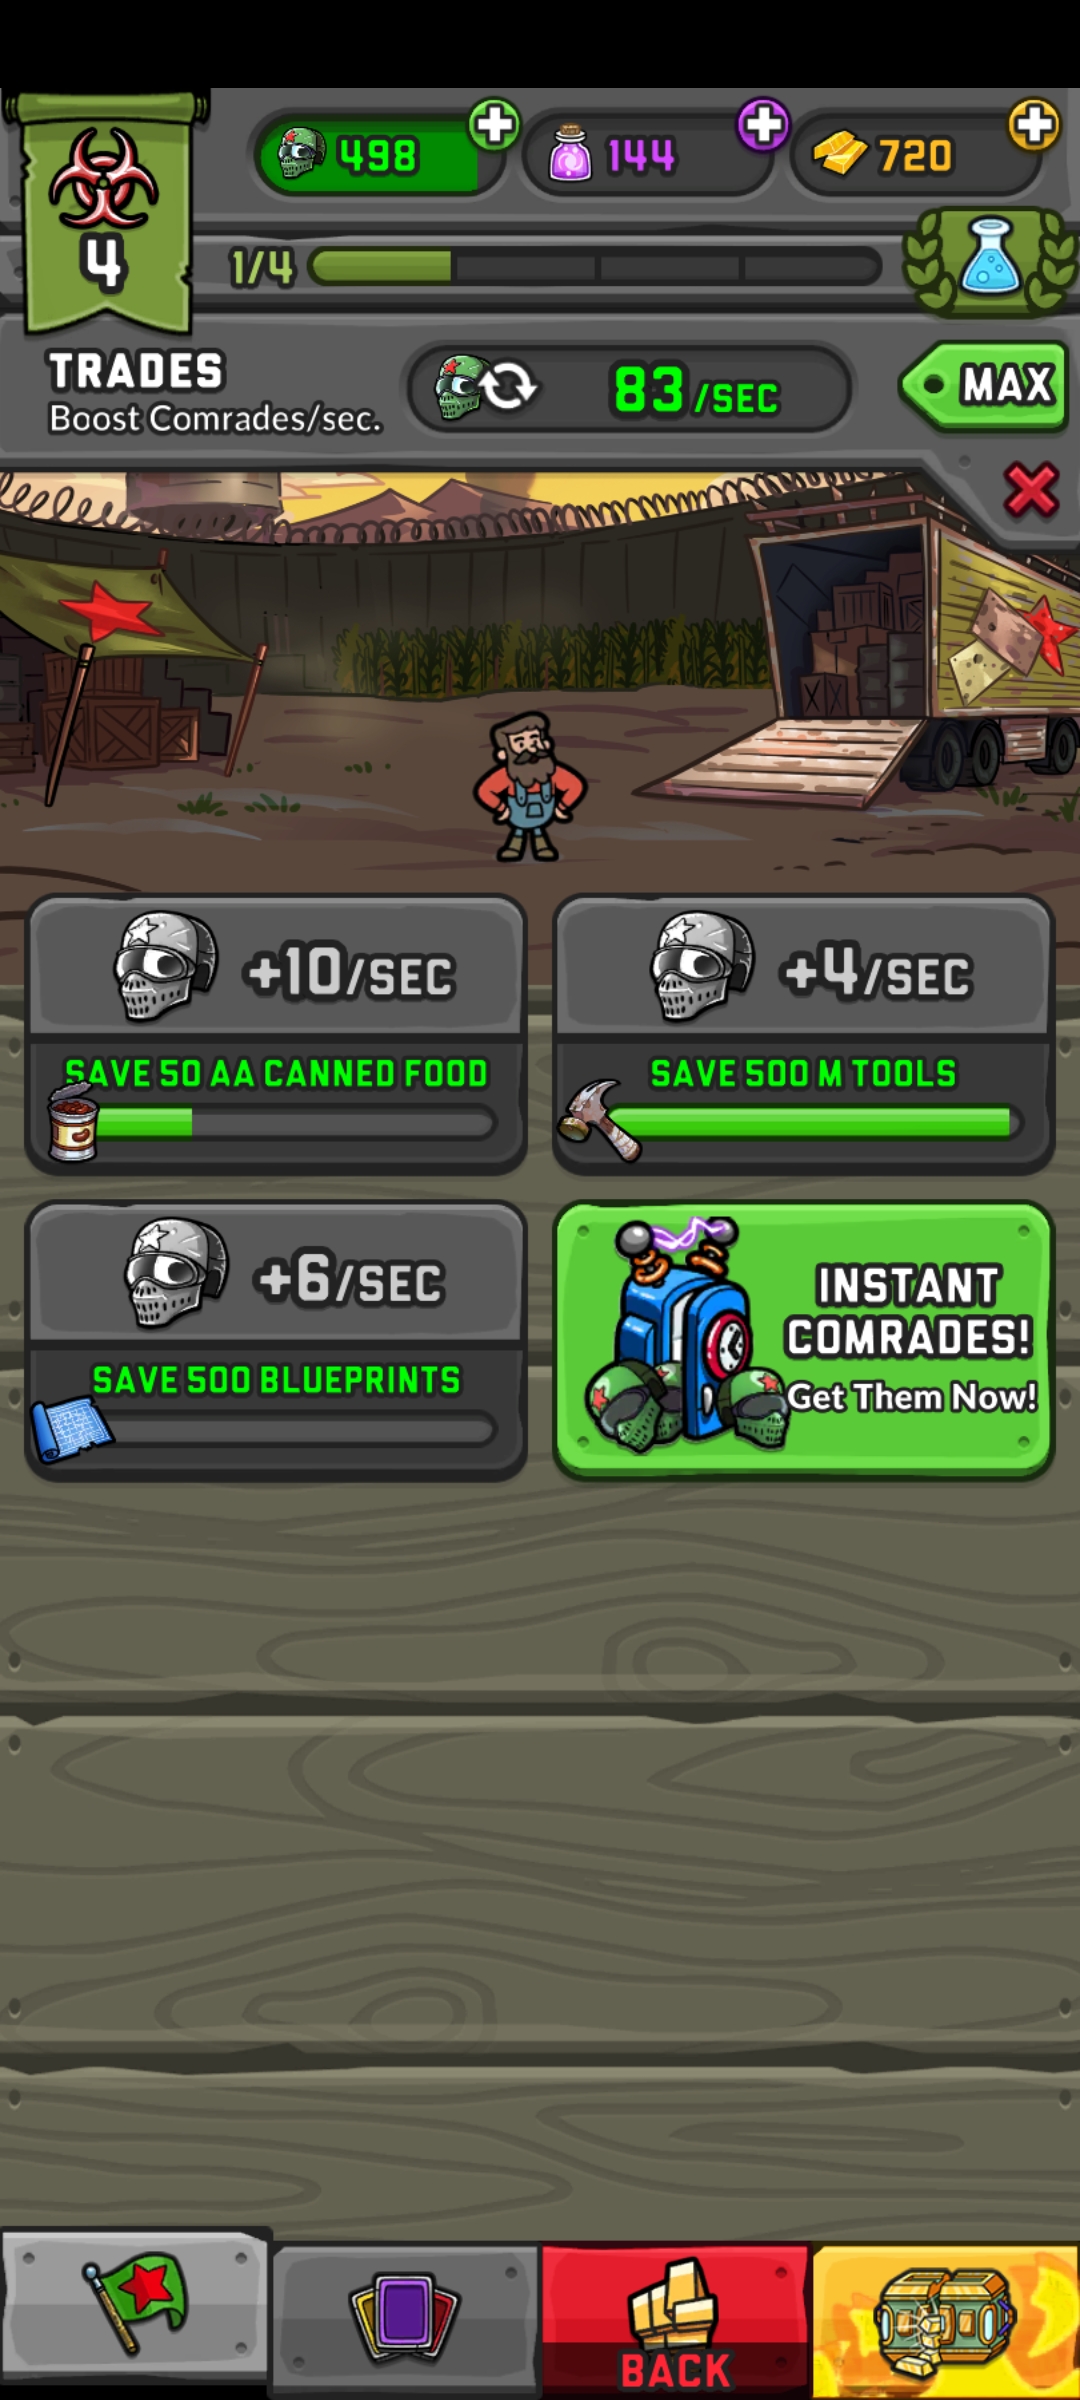 498
144
720
4
1/4
TRADES
Boost Comrades/sec.
83/SEC
MAX
+10/SEC
+4/SEC
SAVE 50 AA CANNED FOOD
SAVE 500 M TOOLS
+6/SEC
SAVE 500 BLUEPRINTS
INSTANT
COMRADES!
Get Them Now!
BACK